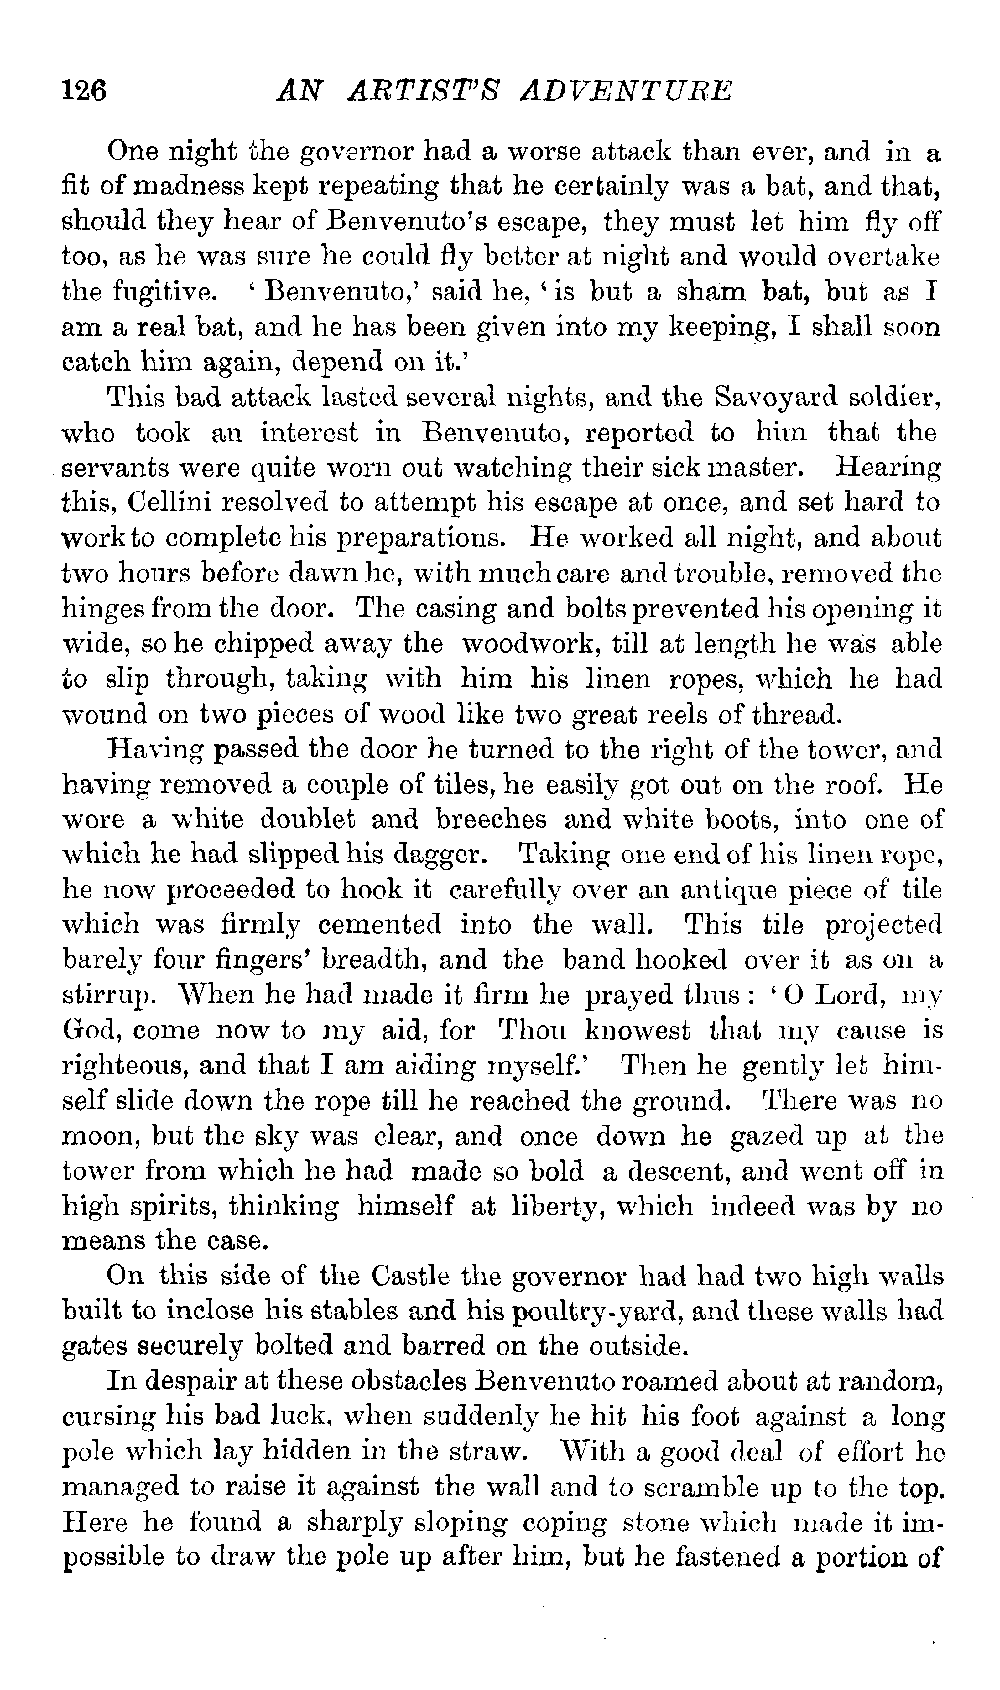 126 AN ARTIST'S ADVENTURE
One night the governor had a worse attack than ever, and in a
fit of madness kept repeating that he certainly was a bat, and that,
should they hear of Benvenuto's escape, they must let him fly off
too, as he was sure he could fly better at night and would overtake
the fugitive. ‘ Benvenuto,’ said he, ‘ is but a sham bat, but as I
am a real bat, and he has been given into my keeping, I shall soon
catch him again, depend on it.’
This bad attack lasted several nights, and the Savoyard soldier,
who took an interest in Benvenuto, reported to him that the
servants were quite worn out watching their sick master. Hearing
this, Cellini resolved to attempt his escape at once, and set hard to
work to complete his preparations. He worked all night, and about
two hours before dawn he, with much care and trouble, removed the
hinges from the door. The casing and bolts prevented his opening it
wide, so he chipped away the woodwork, till at length he was able
to slip through, taking with him his linen ropes, which he had
wound on two pieces of wood like two great reels of thread.
Having passed the door he turned to the right of the tower, and
having removed a couple of tiles, he easily got out on the roof. He
wore a white doublet and breeches and white boots, into one of
which he had slipped his dagger. Taking one end of his linen rope,
he now proceeded to hook it carefully over an antique piece of tile
which was firmly cemented into the wall. This tile projected
barely four fingers’ breadth, and the band hooked over it as on a
stirrup. When he had made it firm he prayed thus : ‘ O Lord, my
God, come now to my aid, for Thou knowest that my cause is
righteous, and that I am aiding myself.’ Then he gently let him-
self slide down the rope till he reached the ground. There was no
moon, but the sky was clear, and once down he gazed up at the
tower from which he had made so bold a descent, and went off in
high spirits, thinking himself at liberty, which indeed was by no
means the case.
On this side of the Castle the governor had had two high walls
built to inclose his stables and his poultry-yard, and these walls had
gates securely bolted and barred on the outside.
In despair at these obstacles Benvenuto roamed about at random,
cursing his bad luck, when suddenly he hit his foot against a long
pole which lay hidden in the straw. With a good deal of effort he
managed to raise it against the wall and to scramble up to the top.
Here he found a sharply sloping coping stone which made it im-
possible to draw the pole up after him, but he fastened a portion of